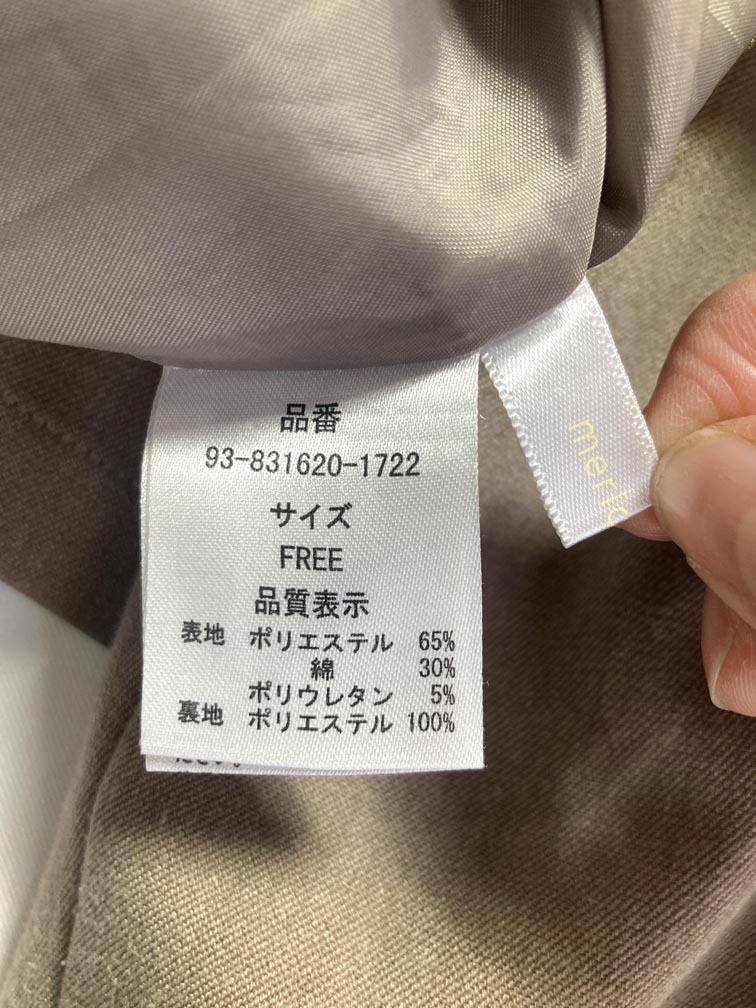 品番
93-831620-1722
サイズ
FREE
品質表示
表地 ポリエステル 65%
綿 30%
ポリウレタン 5%
裏地 ポリエステル 100%